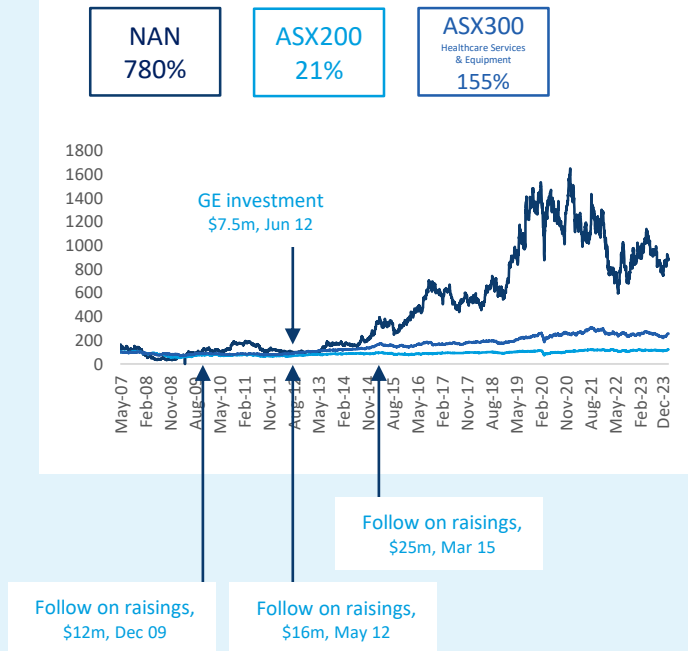 NAN
780%
ASX200
21%
ASX300
Healthcare Services
& Equipment
155%
1800
1600
1400
1200
1000
800
600
400
200
0
GE investment
$7.5m, Jun 12
May-07
Feb-08
Nov-08
Aug-09
May-10
Feb-11
Nov-11
Aug-12
May-13
Feb-14
Nov-14
Aug-15
May-16
Feb-17
Nov-17
Aug-18
May-19
Feb-20
Nov-20
Aug-21
May-22
Feb-23
Dec-23
Follow on raisings,
$25m, Mar 15
Follow on raisings,
$12m, Dec 09
Follow on raisings,
$16m, May 12